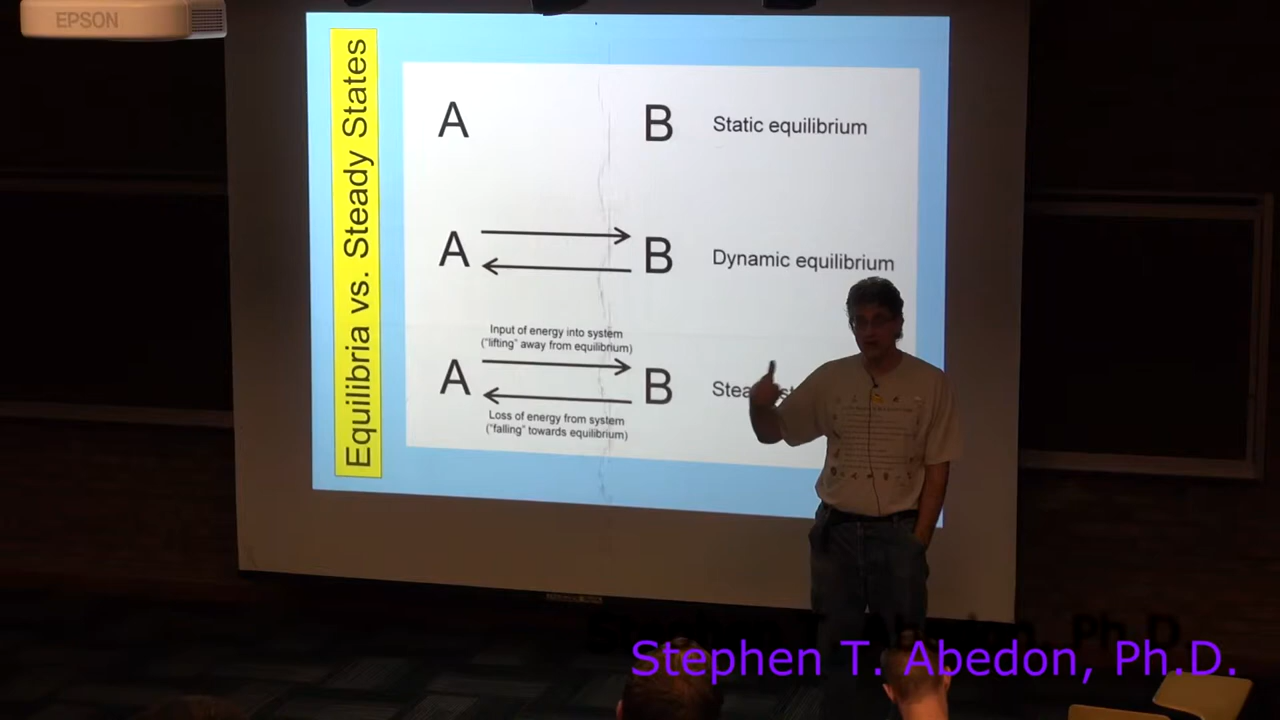 EPSON
Equilibria vs. Steady States
A B Static equilibrium
A B Dynamic equilibrium
Input of energy into system
("lifting" away from equilibrium)
A B
Loss of energy from system
("falling" towards equilibrium)
Stephen T. Abedon, Ph.D.